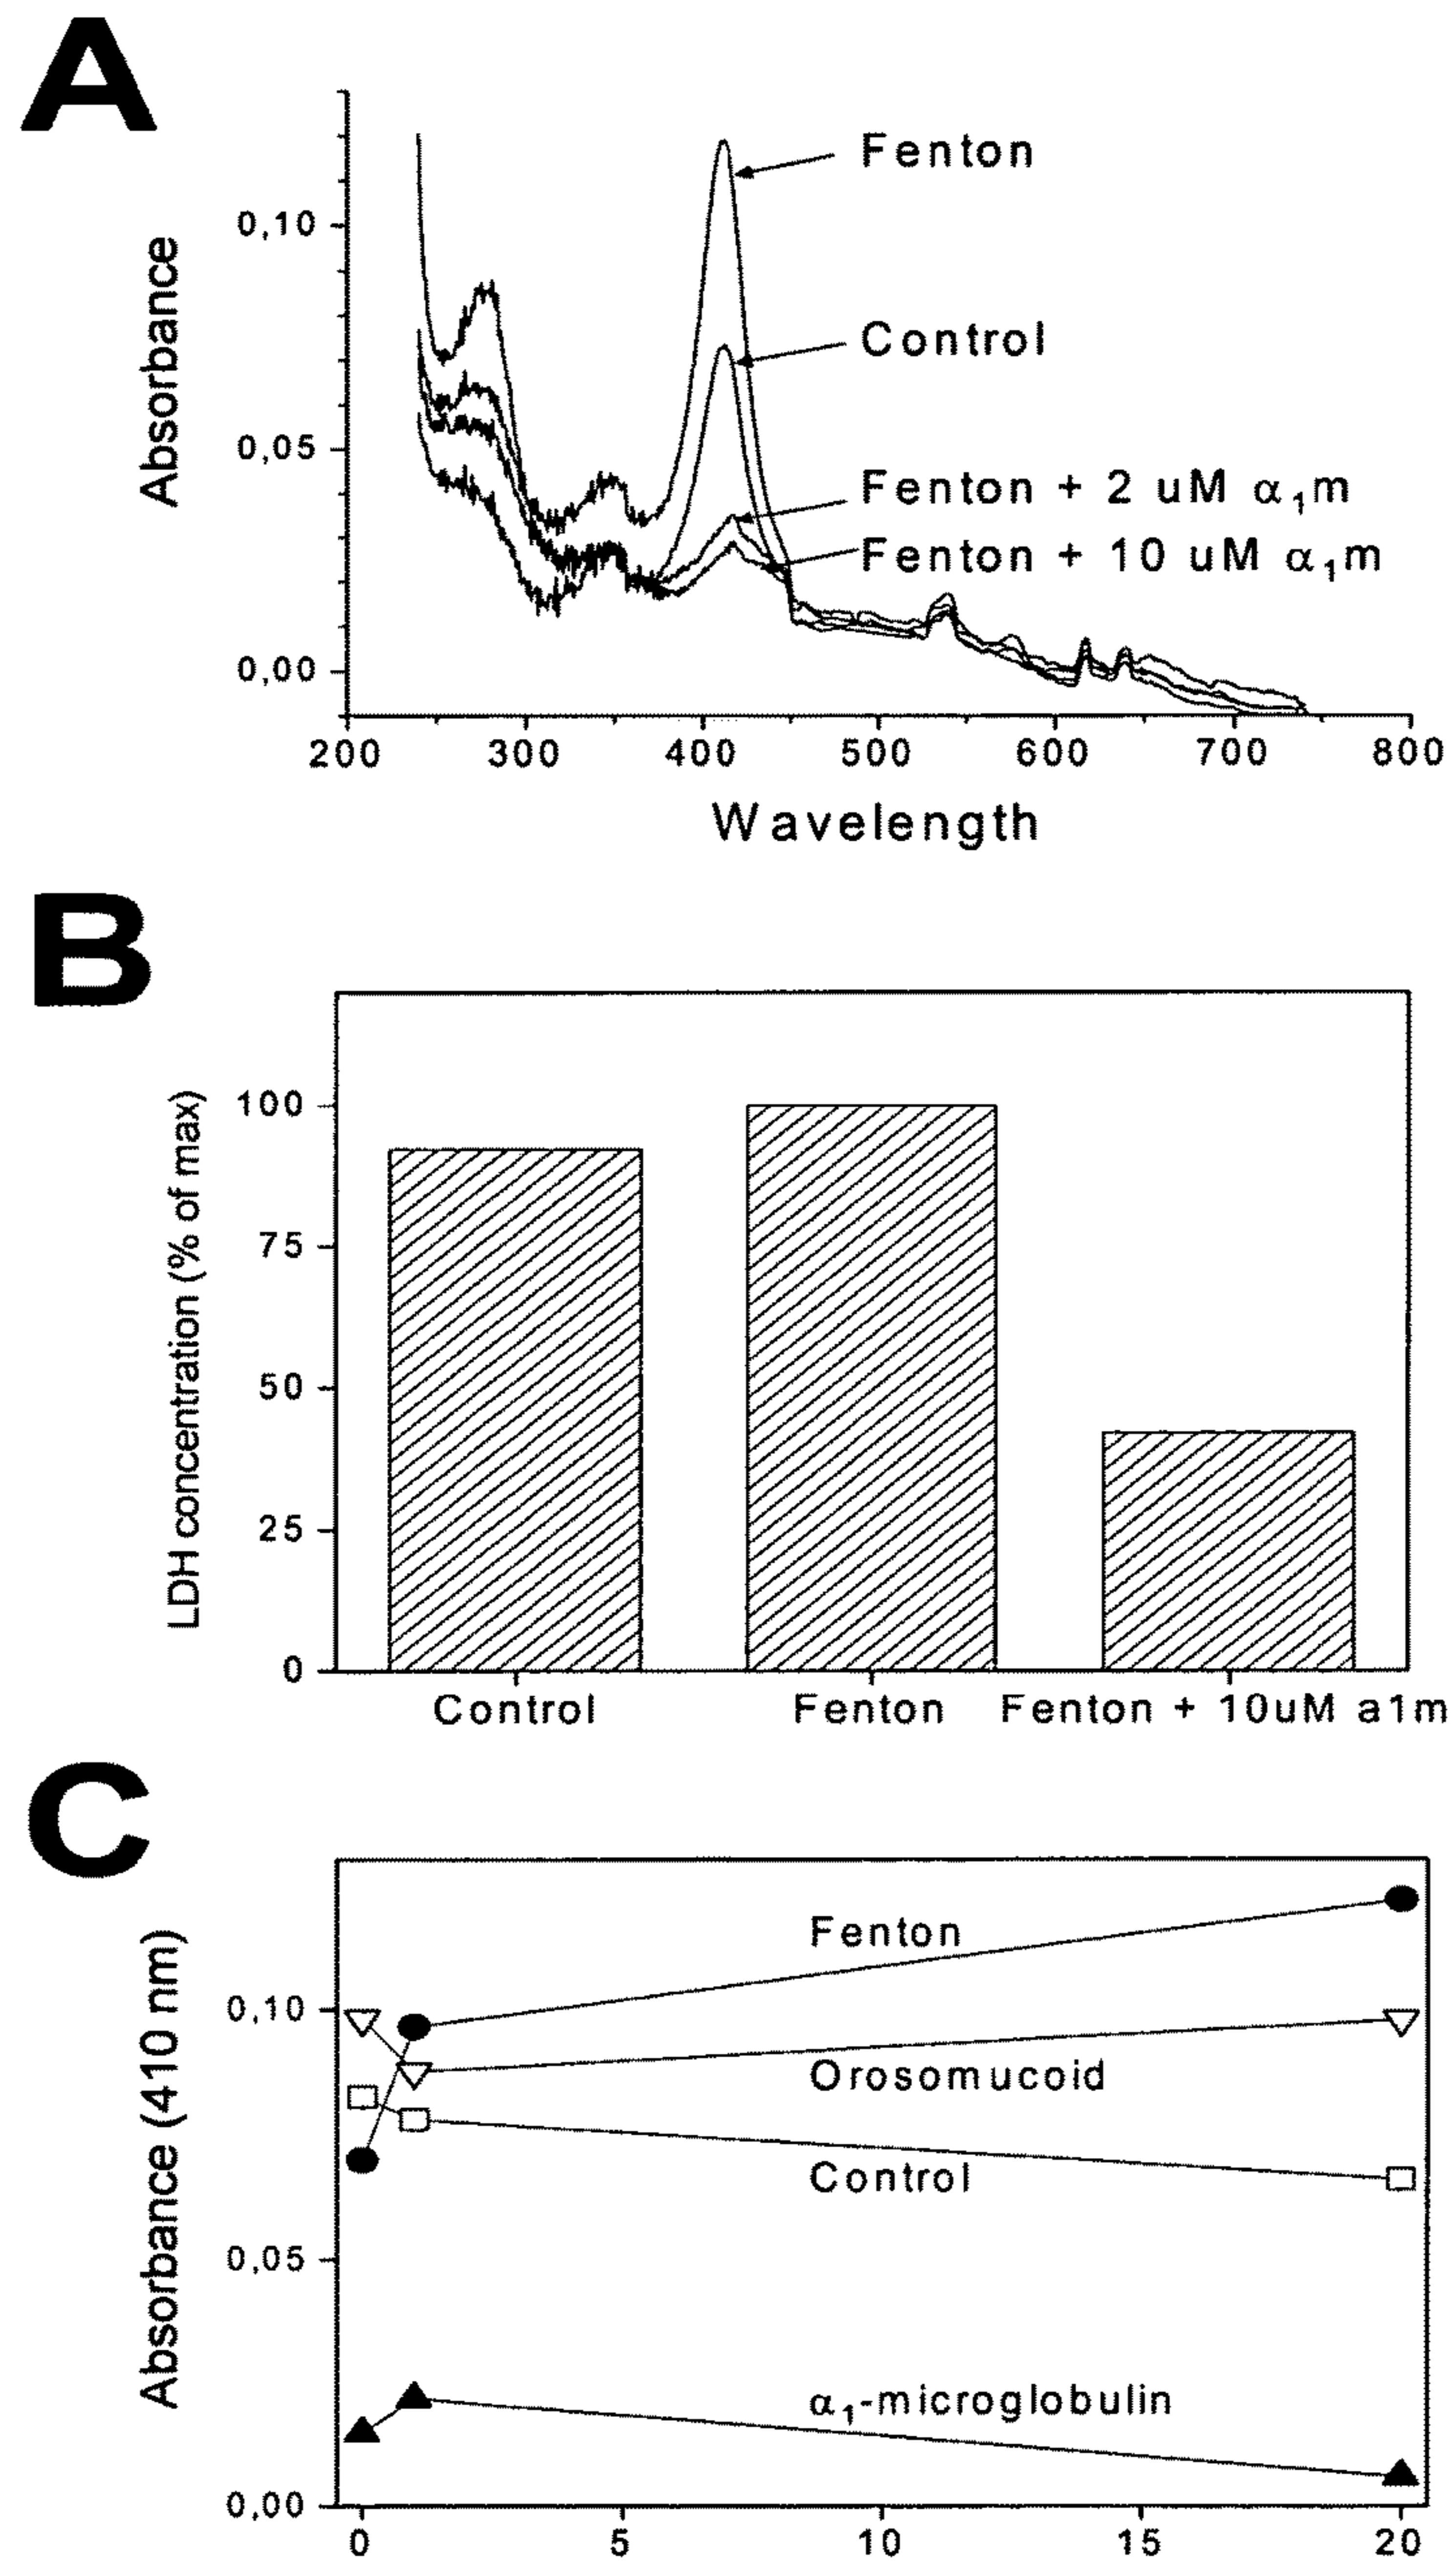 A
Absorbance
0,10
0,05
0,00
Fenton
Control
Fenton + 2 uM α₁m
Fenton + 10 uM α₁m
200 300 400 500 600 700 800
Wavelength
B
LDH concentration (% of max)
100
75
50
25
0
Control Fenton Fenton + 10uM a1m
C
Absorbance (410 nm)
0,10
0,05
0,00
Fenton
Orosomucoid
Control
α₁-microglobulin
0 5 10 15 20